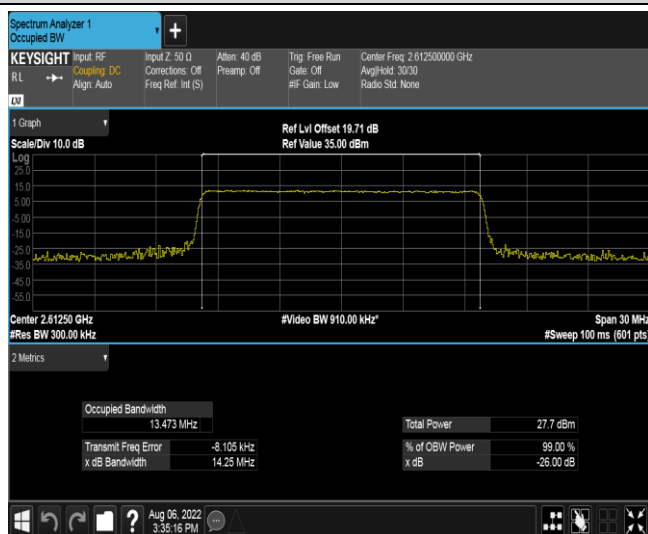 Spectrum Analyzer 1
Occupied BW
+
KEYSIGHT
R L
LXI
Input: RF
Coupling: DC
Align: Auto
Input Z: 50 Ω
Corrections: Off
Freq Ref: Int (S)
Atten: 40 dB
Preamp: Off
Trig: Free Run
Gate: Off
#IF Gain: Low
Center Freq: 2.612500000 GHz
Avg|Hold: 30/30
Radio Std: None
1 Graph
Scale/Div 10.0 dB
Ref Lvl Offset 19.71 dB
Ref Value 35.00 dBm
Log
25.0
15.0
5.00
-5.00
-15.0
-25.0
-35.0
-45.0
-55.0
Center 2.61250 GHz
#Res BW 300.00 kHz
#Video BW 910.00 kHz*
Span 30 MHz
#Sweep 100 ms (601 pts)
2 Metrics
Occupied Bandwidth
13.473 MHz
Transmit Freq Error -8.105 kHz
x dB Bandwidth 14.25 MHz
Total Power 27.7 dBm
% of OBW Power 99.00 %
x dB -26.00 dB
?
Aug 06, 2022
3:35:16 PM